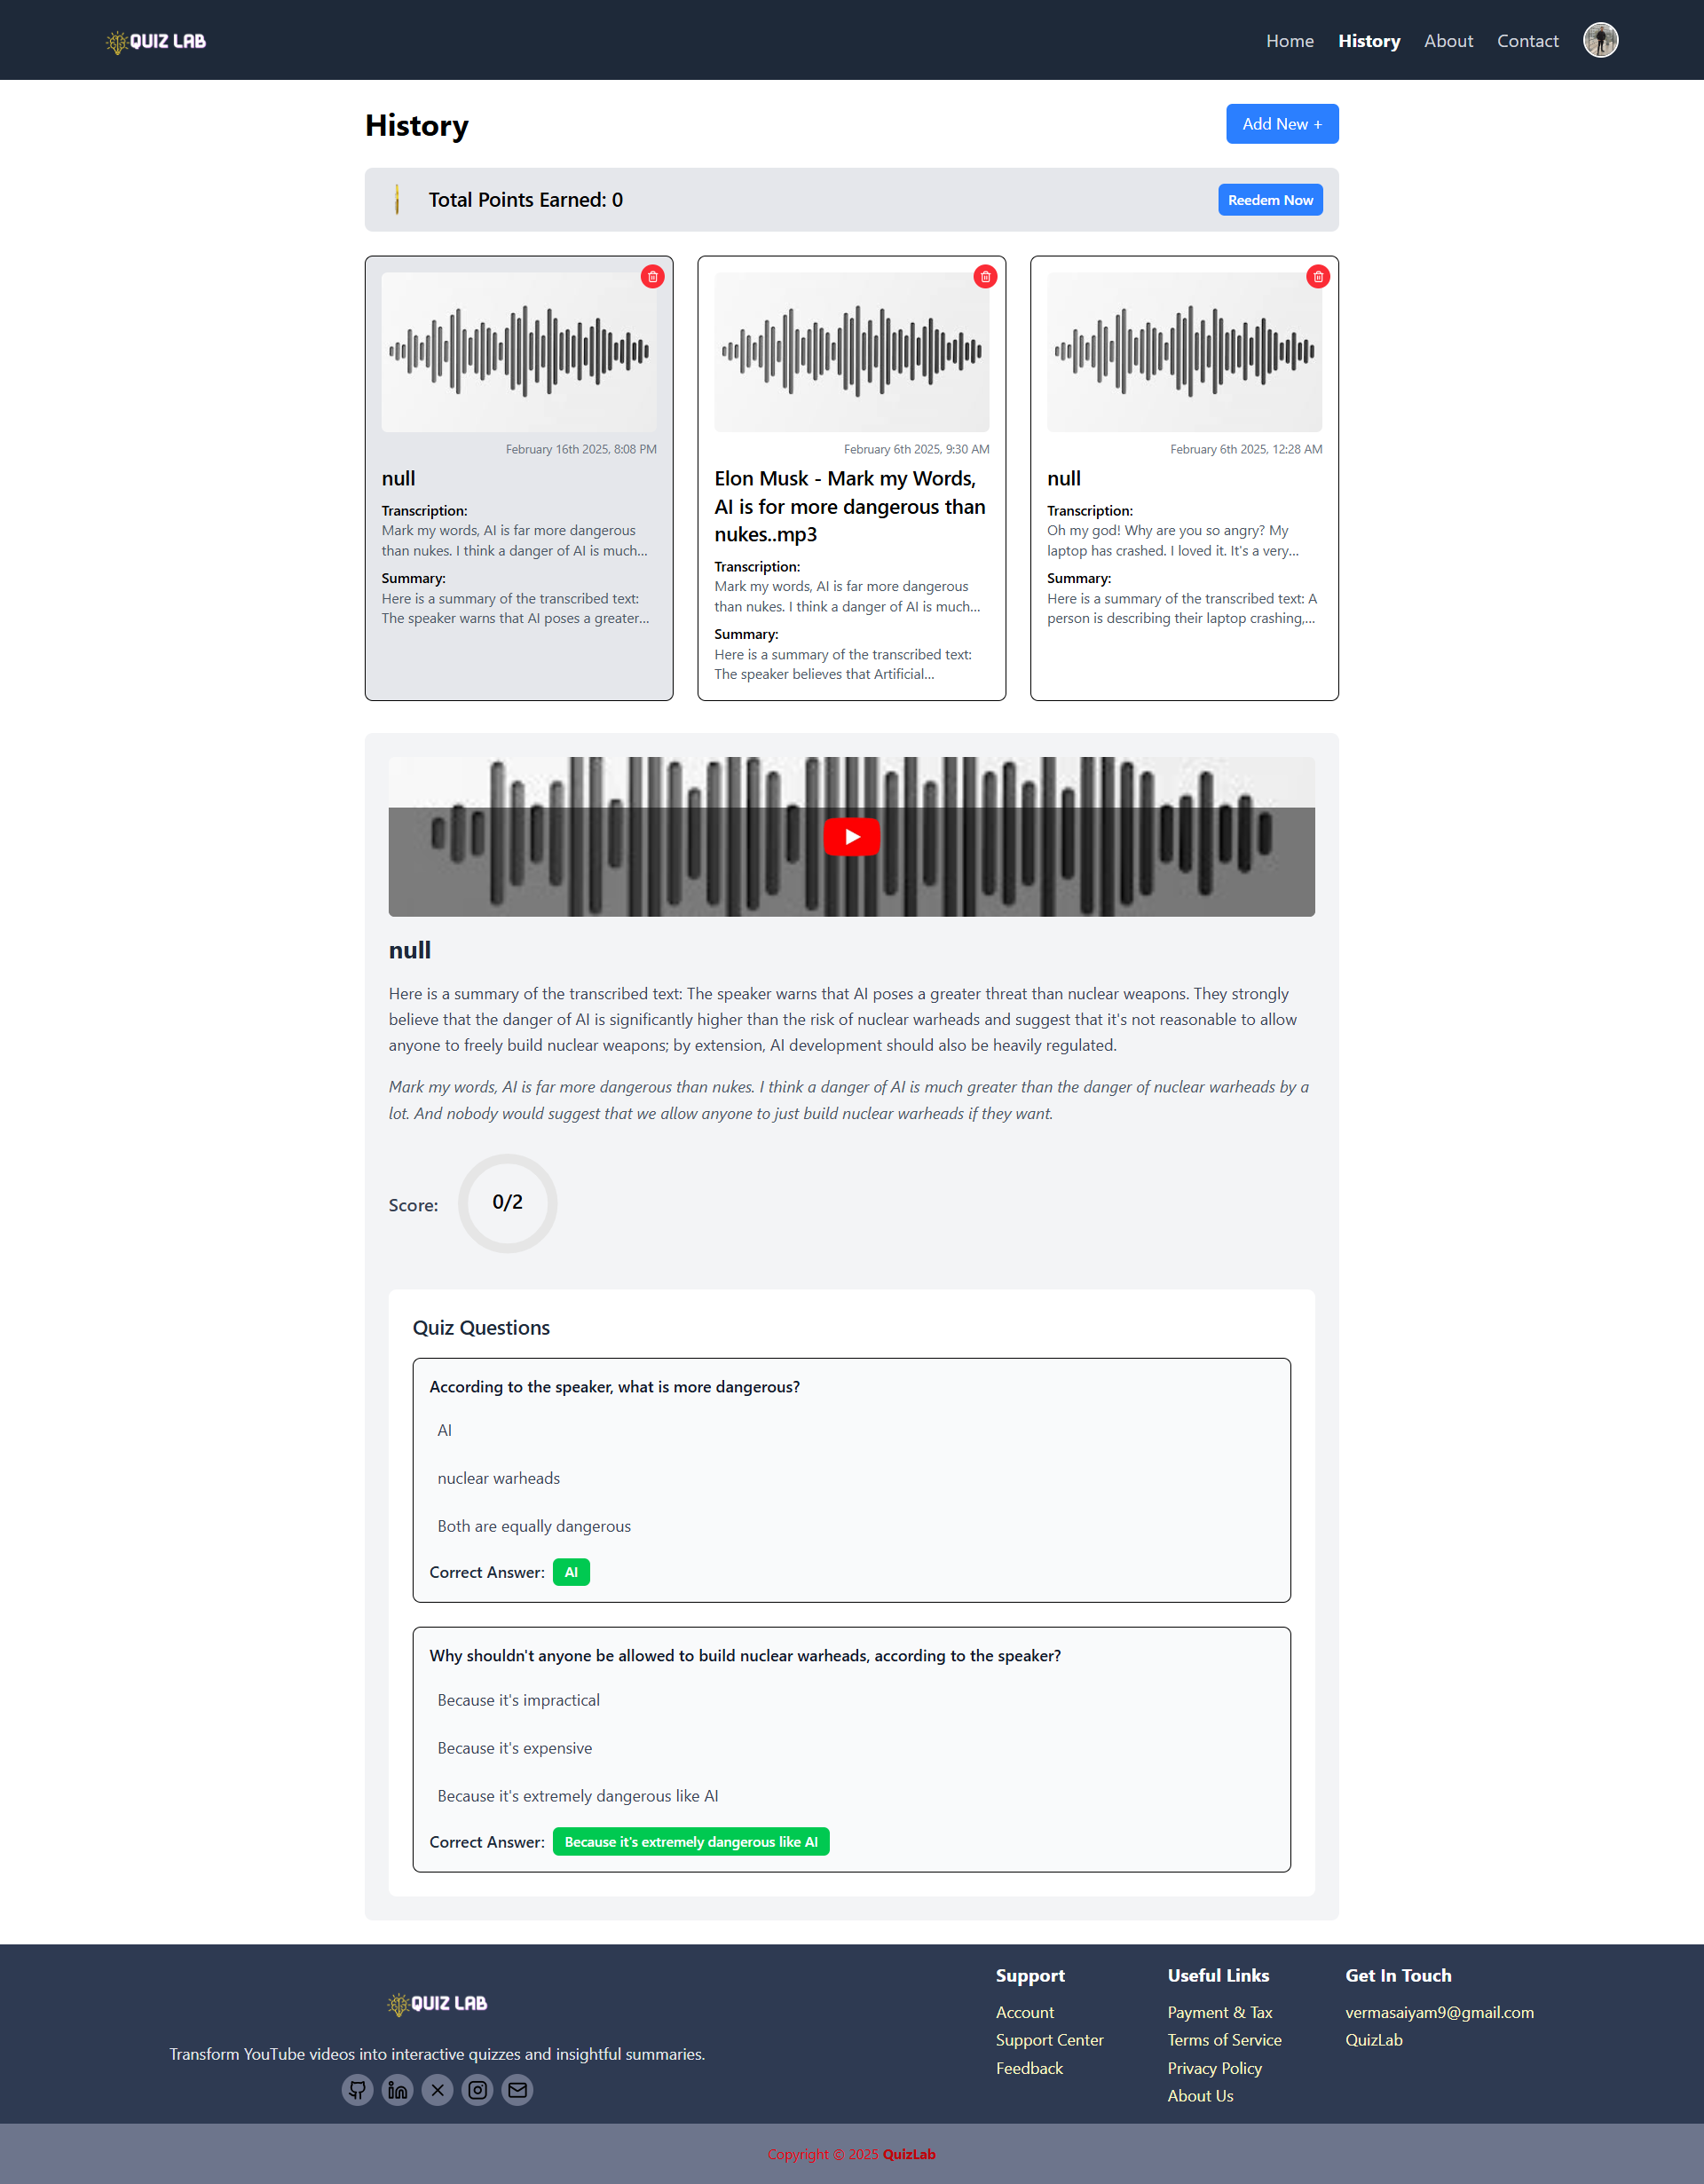 QUIZ LAB
Home
History
About
Contact
History
Add New +
Total Points Earned: 0
Reedem Now
February 16th 2025, 8:08 PM
null
Transcription:
Mark my words, AI is far more dangerous
than nukes. I think a danger of AI is much...
Summary:
Here is a summary of the transcribed text:
The speaker warns that AI poses a greater...
February 6th 2025, 9:30 AM
Elon Musk - Mark my Words,
AI is for more dangerous than
nukes..mp3
Transcription:
Mark my words, AI is far more dangerous
than nukes. I think a danger of AI is much...
Summary:
Here is a summary of the transcribed text:
The speaker believes that Artificial...
February 6th 2025, 12:28 AM
null
Transcription:
Oh my god! Why are you so angry? My
laptop has crashed. I loved it. It's a very...
Summary:
Here is a summary of the transcribed text: A
person is describing their laptop crashing,...
null
Here is a summary of the transcribed text: The speaker warns that AI poses a greater threat than nuclear weapons. They strongly
believe that the danger of AI is significantly higher than the risk of nuclear warheads and suggest that it's not reasonable to allow
anyone to freely build nuclear weapons; by extension, AI development should also be heavily regulated.
Mark my words, AI is far more dangerous than nukes. I think a danger of AI is much greater than the danger of nuclear warheads by a
lot. And nobody would suggest that we allow anyone to just build nuclear warheads if they want.
Score:
0/2
Quiz Questions
According to the speaker, what is more dangerous?
AI
nuclear warheads
Both are equally dangerous
Correct Answer: AI
Why shouldn't anyone be allowed to build nuclear warheads, according to the speaker?
Because it's impractical
Because it's expensive
Because it's extremely dangerous like AI
Correct Answer: Because it's extremely dangerous like AI
QUIZ LAB
Transform YouTube videos into interactive quizzes and insightful summaries.
Support
Account
Support Center
Feedback
Useful Links
Payment & Tax
Terms of Service
Privacy Policy
About Us
Get In Touch
vermasaiyam9@gmail.com
QuizLab
Copyright © 2025 QuizLab